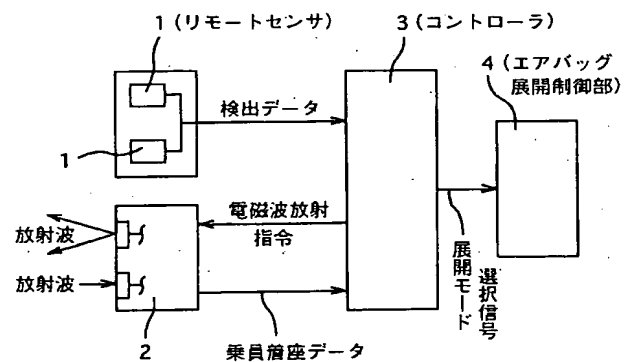 1(リモートセンサ)
3(コントローラ)
4(エアバッグ
展開制御部)
検出データ
1
電磁波放射
指令
放射波
放射波
展開モード
選択信号
2
乗員着座データ